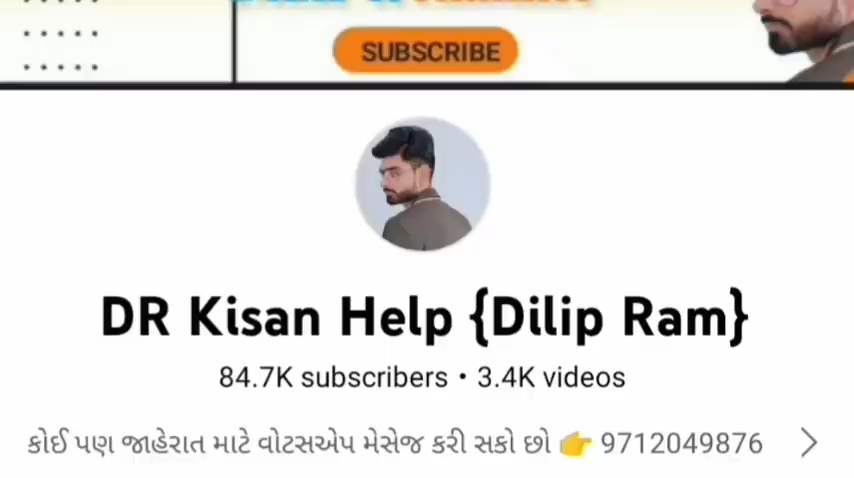 SUBSCRIBE
DR Kisan Help {Dilip Ram}
84.7K subscribers • 3.4K videos
કોઈ પણ જાહેરાત માટે વોટસએપ મેસેજ કરી સકો છો 👉 9712049876